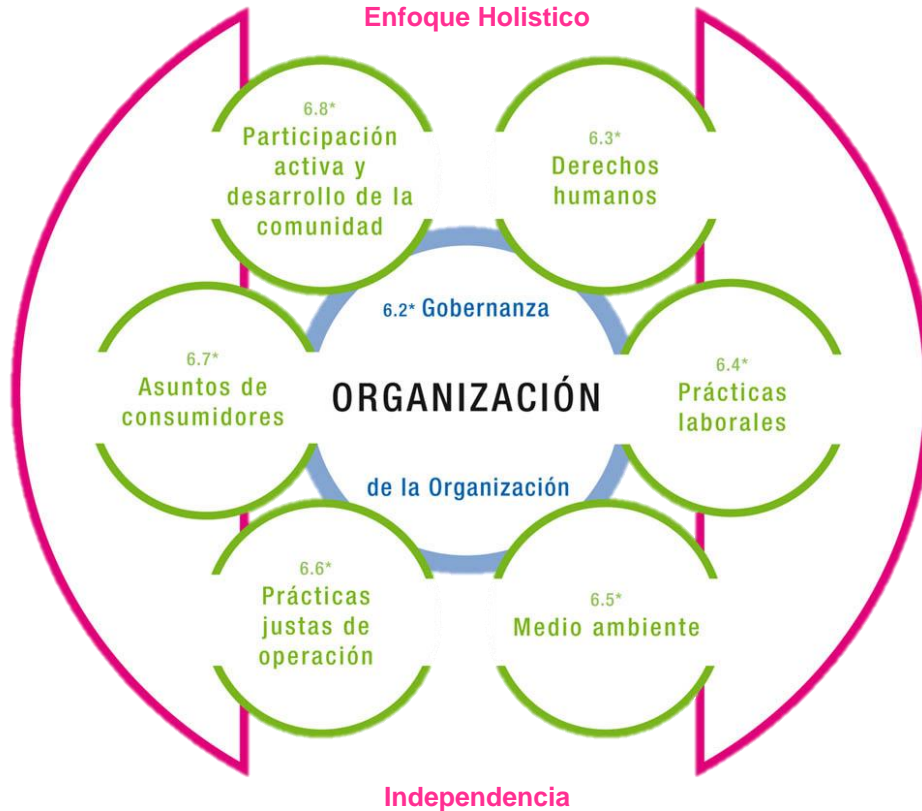 Enfoque Holistico
6.8*
Participación
activa y
desarrollo de la
comunidad
6.3*
Derechos
humanos
6.2* Gobernanza
6.7*
Asuntos de
consumidores
ORGANIZACIÓN
6.4*
Prácticas
laborales
de la Organización
6.6*
Prácticas
justas de
operación
6.5*
Medio ambiente
Independencia